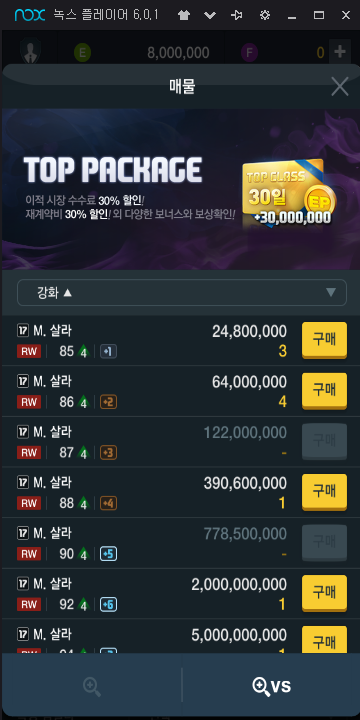 nox 녹스 플레이어 6.0.1
E 8,000,000 F 0 +
매물
TOP PACKAGE
이적 시장 수수료 30% 할인!
재계약비 30% 할인! 외 다양한 보너스와 보상확인!
TOP CLASS
30일
EP
+30,000,000
강화 ▲
17 M. 살라 24,800,000 구매
RW 85 4 +1 3
17 M. 살라 64,000,000 구매
RW 86 4 +2 4
17 M. 살라 122,000,000 구매
RW 87 4 +3 -
17 M. 살라 390,600,000 구매
RW 88 4 +4 1
17 M. 살라 778,500,000 구매
RW 90 4 +5 -
17 M. 살라 2,000,000,000 구매
RW 92 4 +6 1
17 M. 살라 5,000,000,000 구매
VS